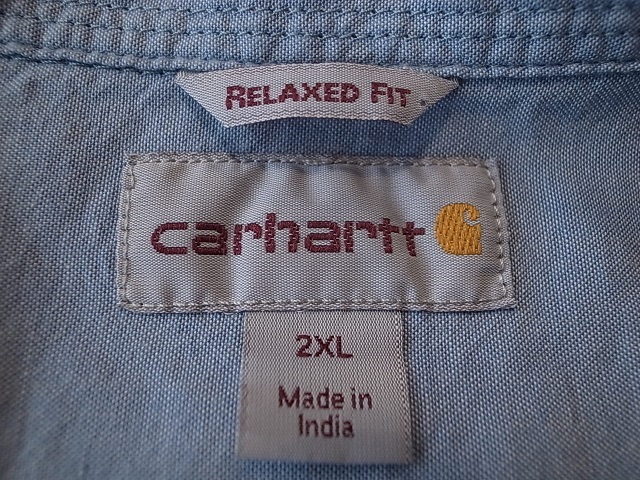 RELAXED FIT
carhartt
2XL
Made in
India